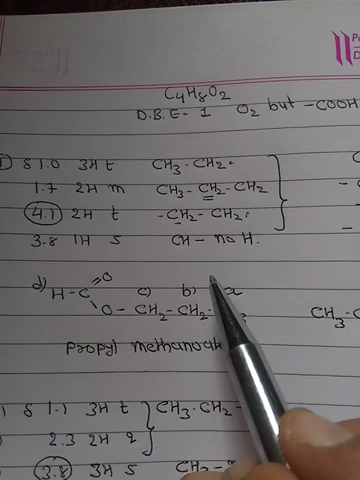 C4H8O2
D.B.E- 1 O2 but -COOH
δ 1.0 3H t CH3-CH2-
1.7 2H m CH3-CH2-CH2
4.1 2H t -CH2-CH2-
3.8 1H s CH- no H.
d) H-C=O c) b) a
O-CH2-CH2- CH3-C
Propyl
δ 1.1 3H t CH3-CH2-
2.3 2H q
3.8 3H s